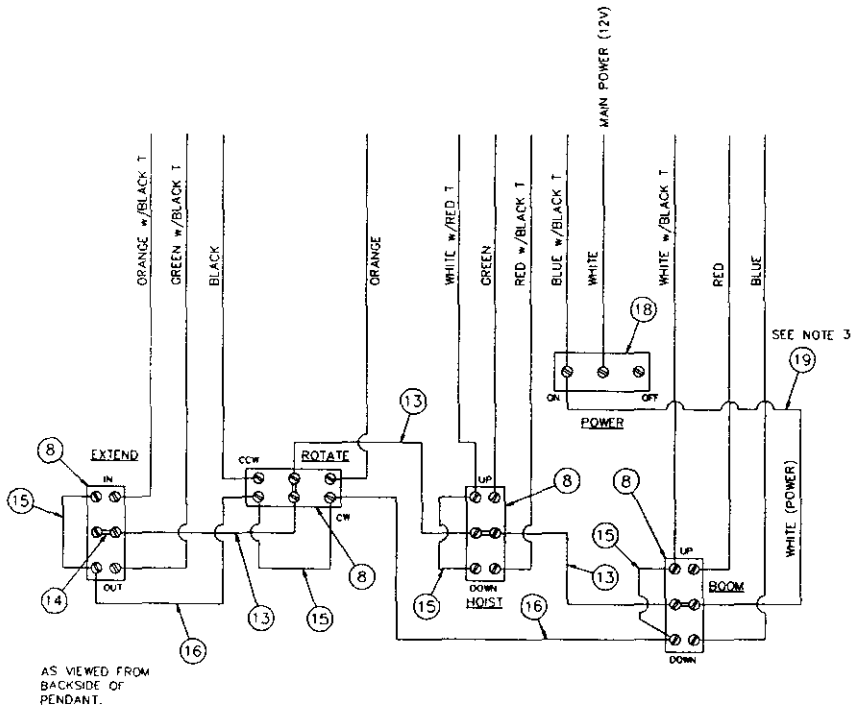 MAIN POWER (12V)
ORANGE w/BLACK T
GREEN w/BLACK T
BLACK
ORANGE
WHITE w/RED T
GREEN
RED w/BLACK T
BLUE w/BLACK T
WHITE
WHITE w/BLACK T
RED
BLUE
18
SEE NOTE 3
19
ON
OFF
POWER
13
8
EXTEND
CCW
ROTATE
IN
15
CW
8
UP
8
8
UP
WHITE (POWER)
15
14
OUT
13
15
15
DOWN
HOIST
13
BOOM
16
16
DOWN
AS VIEWED FROM
BACKSIDE OF
PENDANT.